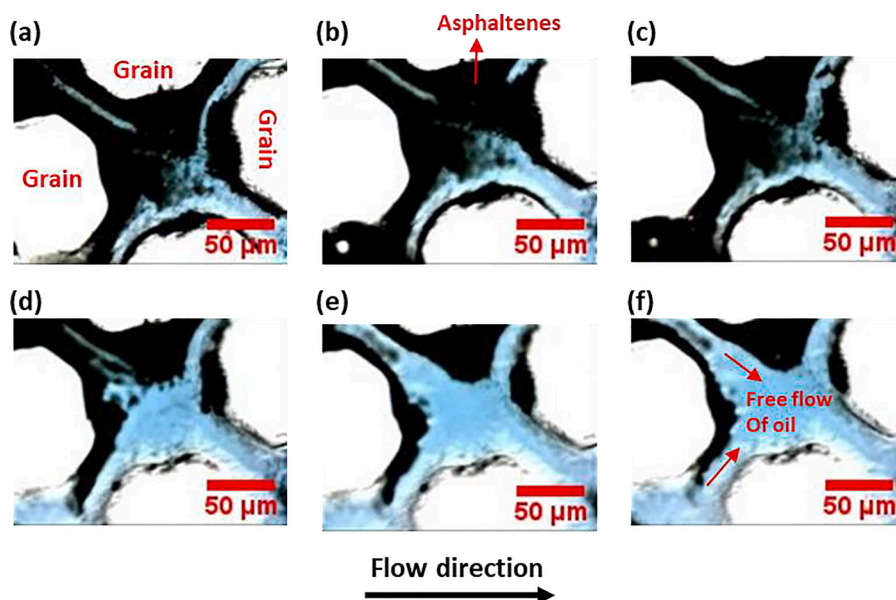 (a)
(b)
(c)
Asphaltenes
Grain
Grain
Grain
50 µm
50 µm
50 µm
(d)
(e)
(f)
Free flow
Of oil
50 µm
50 µm
50 µm
Flow direction